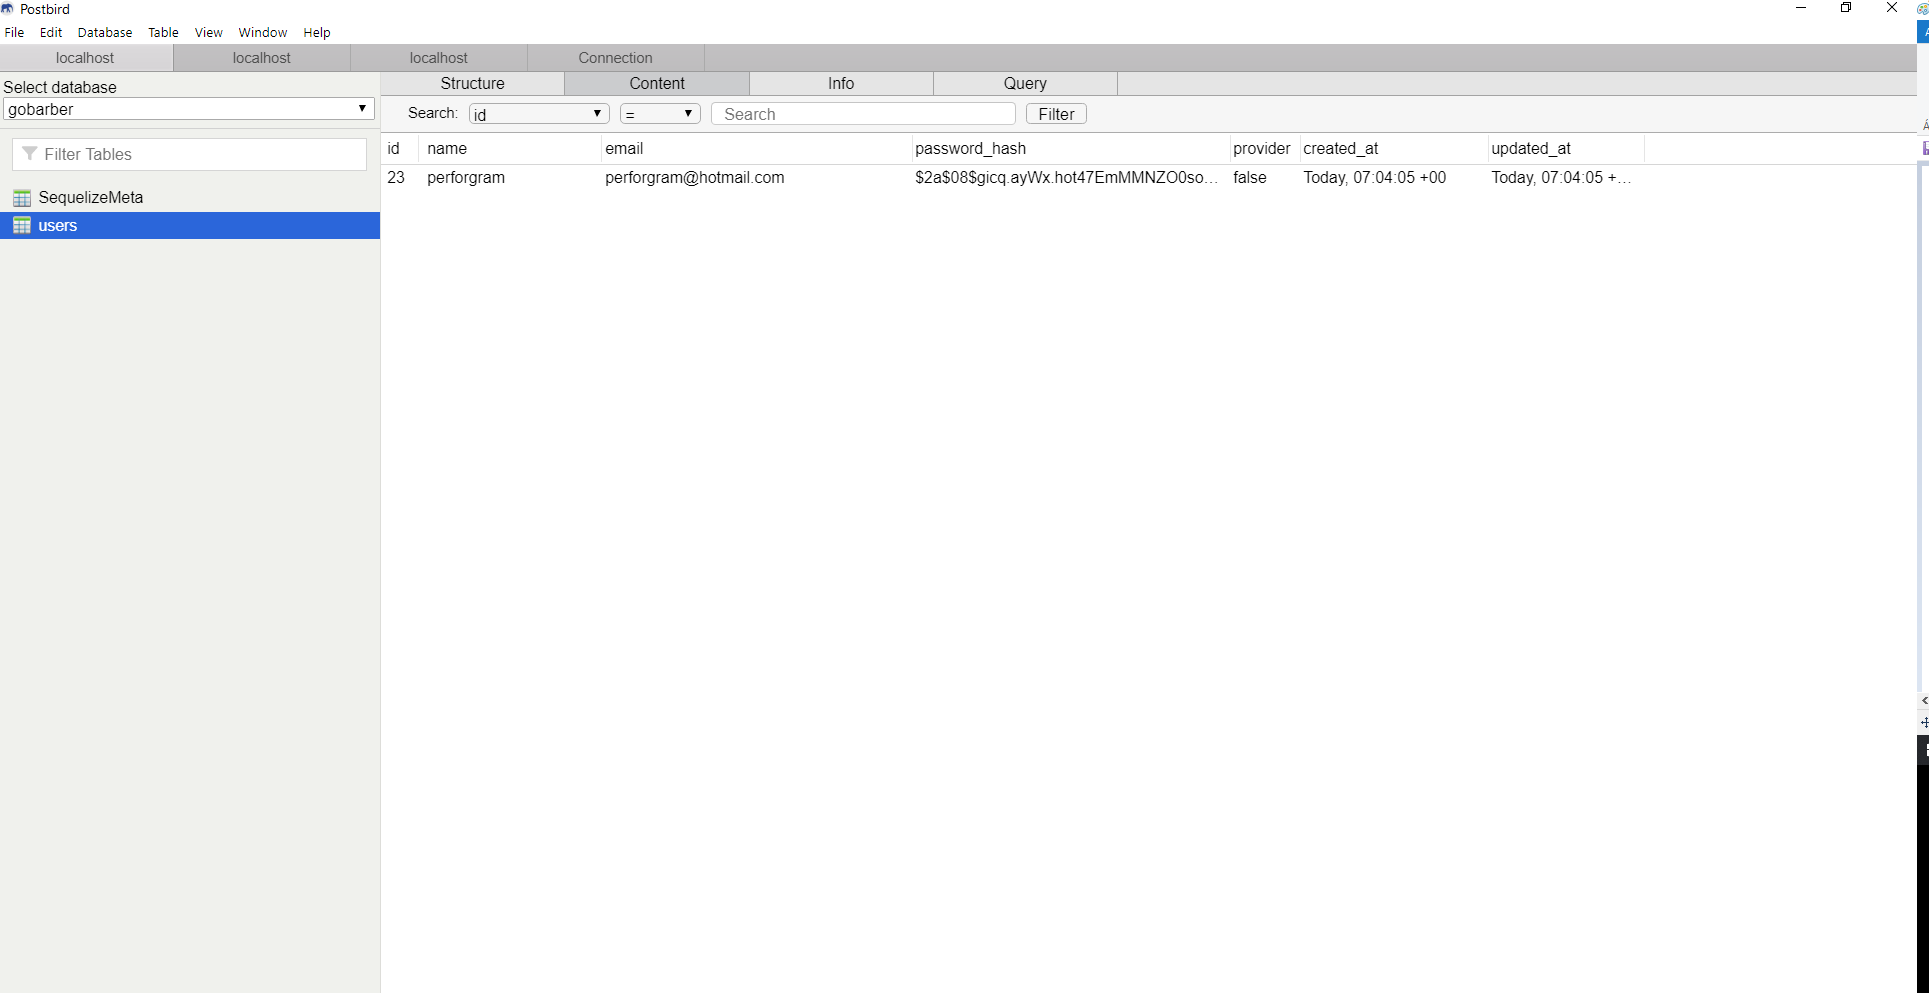 Postbird
File Edit Database Table View Window Help
localhost localhost localhost Connection
Select database
gobarber
Structure Content Info Query
Search: id = Search Filter
Filter Tables
SequelizeMeta
users
id name email password_hash provider created_at updated_at
23 perforgram perforgram@hotmail.com $2a$08$gicq.ayWx.hot47EmMMNZO0so... false Today, 07:04:05 +00 Today, 07:04:05 +...